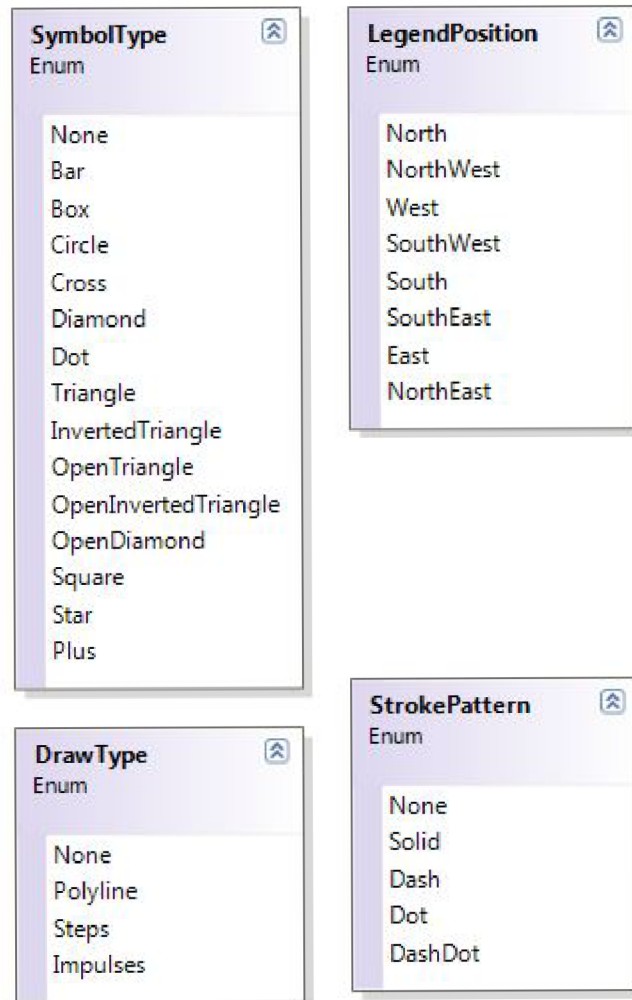 SymbolType
Enum
None
Bar
Box
Circle
Cross
Diamond
Dot
Triangle
InvertedTriangle
OpenTriangle
OpenInvertedTriangle
OpenDiamond
Square
Star
Plus
LegendPosition
Enum
North
NorthWest
West
SouthWest
South
SouthEast
East
NorthEast
DrawType
Enum
None
Polyline
Steps
Impulses
StrokePattern
Enum
None
Solid
Dash
Dot
DashDot